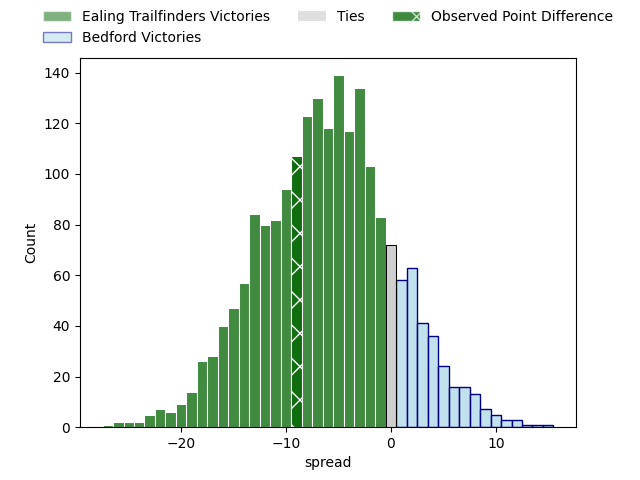 Ealing Trailfinders Victories
Ties
Observed Point Difference
Bedford Victories
140
120
100
80
60
40
20
0
Count
−20
−10
0
10
spread